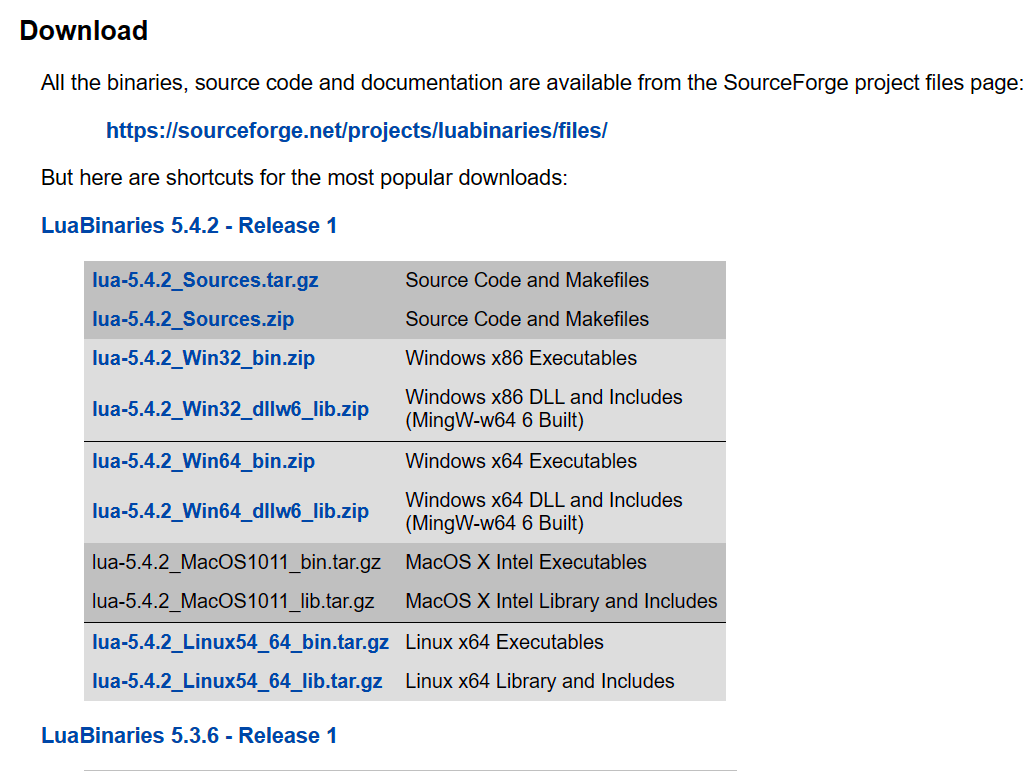 Download
All the binaries, source code and documentation are available from the SourceForge project files page:
https://sourceforge.net/projects/luabinaries/files/
But here are shortcuts for the most popular downloads:
LuaBinaries 5.4.2 - Release 1
lua-5.4.2_Sources.tar.gz Source Code and Makefiles
lua-5.4.2_Sources.zip Source Code and Makefiles
lua-5.4.2_Win32_bin.zip Windows x86 Executables
lua-5.4.2_Win32_dllw6_lib.zip Windows x86 DLL and Includes
(MingW-w64 6 Built)
lua-5.4.2_Win64_bin.zip Windows x64 Executables
lua-5.4.2_Win64_dllw6_lib.zip Windows x64 DLL and Includes
(MingW-w64 6 Built)
lua-5.4.2_MacOS1011_bin.tar.gz MacOS X Intel Executables
lua-5.4.2_MacOS1011_lib.tar.gz MacOS X Intel Library and Includes
lua-5.4.2_Linux54_64_bin.tar.gz Linux x64 Executables
lua-5.4.2_Linux54_64_lib.tar.gz Linux x64 Library and Includes
LuaBinaries 5.3.6 - Release 1